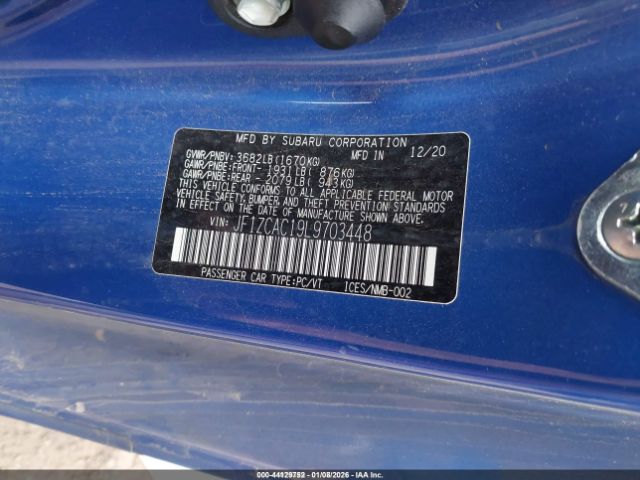 MFD BY SUBARU CORPORATION
GVWR/PNBV: 3682LB(1670KG) MFD IN 12/20
GAWR/PNBE-FRONT- 1931LB( 876KG)
GAWR/PNBE-REAR - 2079LB( 943KG)
THIS VEHICLE CONFORMS TO ALL APPLICABLE FEDERAL MOTOR
VEHICLE SAFETY, BUMPER, AND THEFT PREVENTION STANDARDS
IN EFFECT ON THE DATE OF MANUFACTURE SHOWN ABOVE.
VIN: JF1ZCAC19L9703448
PASSENGER CAR TYPE:PC/VT ICES/NMB-002
000-44129752 - 01/08/2026 - IAAI.COM